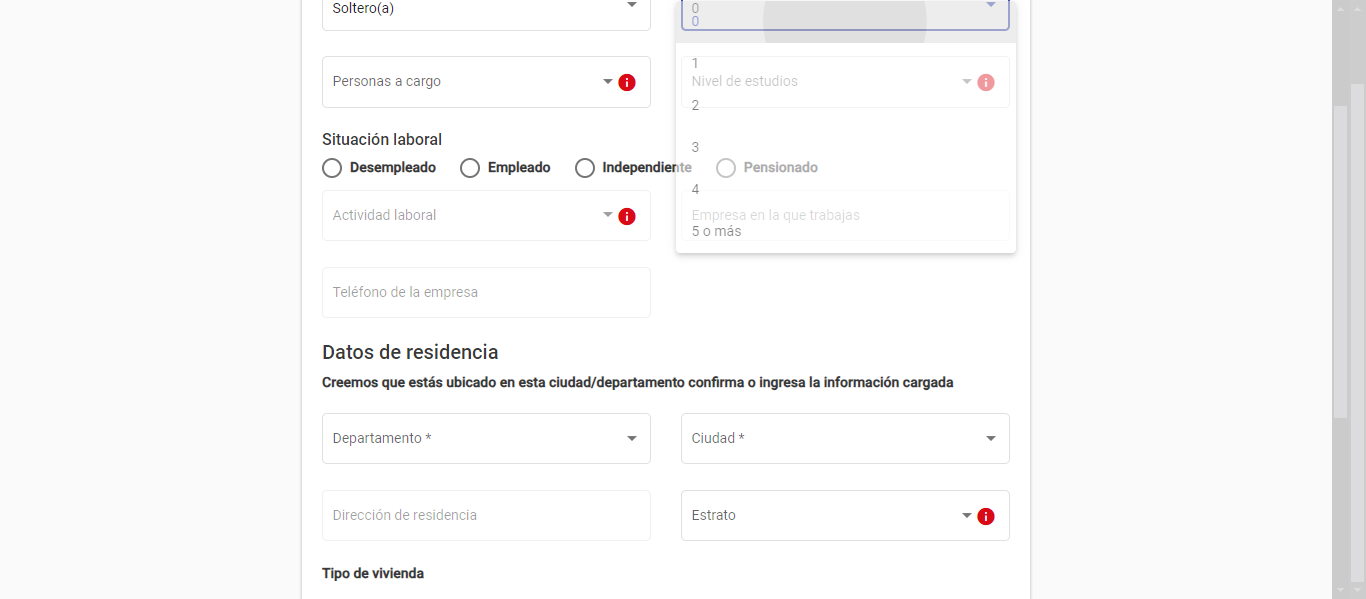 Soltero(a)
0
0
1
Personas a cargo
Nivel de estudios
2
Situación laboral
3
Desempleado
Empleado
Independiente
Pensionado
4
Actividad laboral
Empresa en la que trabajas
5 o más
Teléfono de la empresa
Datos de residencia
Creemos que estás ubicado en esta ciudad/departamento confirma o ingresa la información cargada
Departamento *
Ciudad *
Dirección de residencia
Estrato
Tipo de vivienda